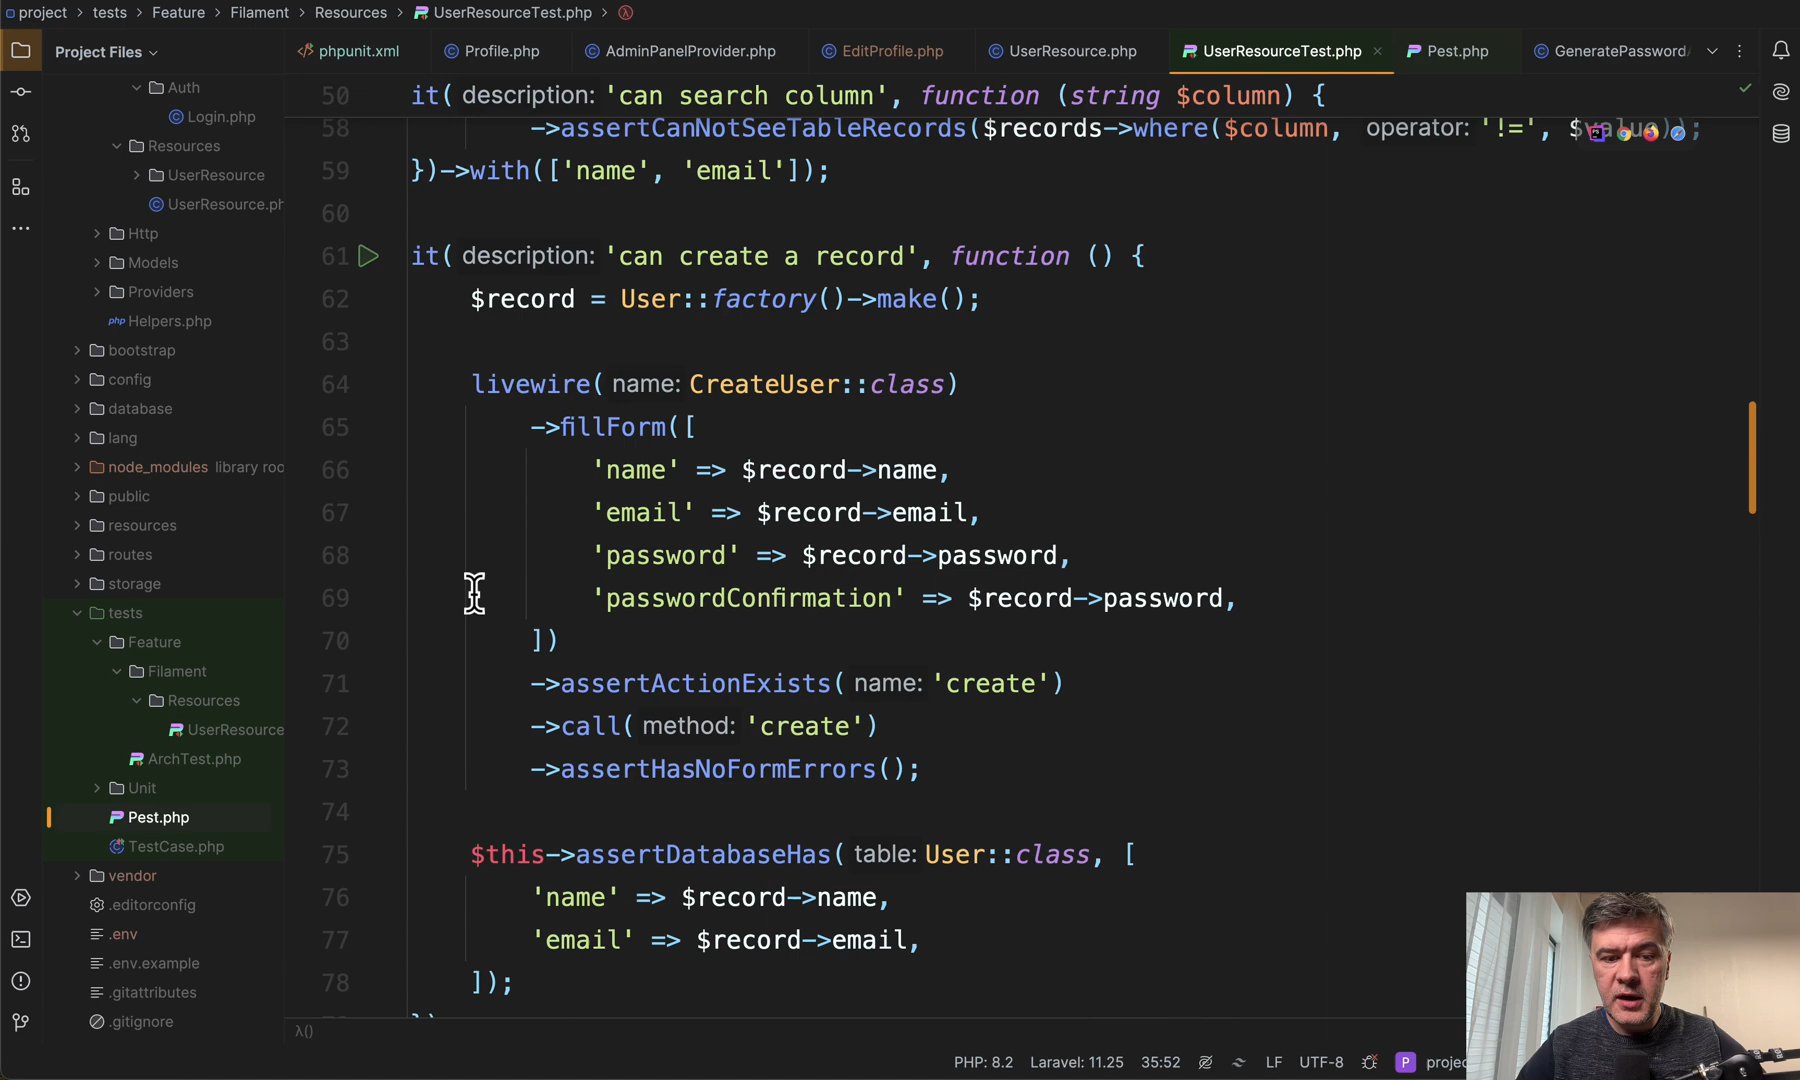 project > tests > Feature > Filament > Resources > UserResourceTest.php >
Project Files
phpunit.xml
Profile.php
AdminPanelProvider.php
EditProfile.php
UserResource.php
UserResourceTest.php
Pest.php
GeneratePassword
Auth
Login.php
Resources
UserResource
UserResource.ph
Http
Models
Providers
php Helpers.php
bootstrap
config
database
lang
node_modules library roo
public
resources
routes
storage
tests
Feature
Filament
Resources
UserResource
ArchTest.php
Unit
Pest.php
TestCase.php
vendor
.editorconfig
.env
.env.example
.gitattributes
.gitignore
50 it( description: 'can search column', function (string $column) {
58 ->assertCanNotSeeTableRecords($records->where($column, operator: '!=', $value));
59 })->with(['name', 'email']);
60
61 it( description: 'can create a record', function () {
62 $record = User::factory()->make();
63
64 livewire( name: CreateUser::class)
65 ->fillForm([
66 'name' => $record->name,
67 'email' => $record->email,
68 'password' => $record->password,
69 'passwordConfirmation' => $record->password,
70 ])
71 ->assertActionExists( name: 'create')
72 ->call( method: 'create')
73 ->assertHasNoFormErrors();
74
75 $this->assertDatabaseHas( table: User::class, [
76 'name' => $record->name,
77 'email' => $record->email,
78 ]);
λ()
PHP: 8.2 Laravel: 11.25 35:52 LF UTF-8 P projec